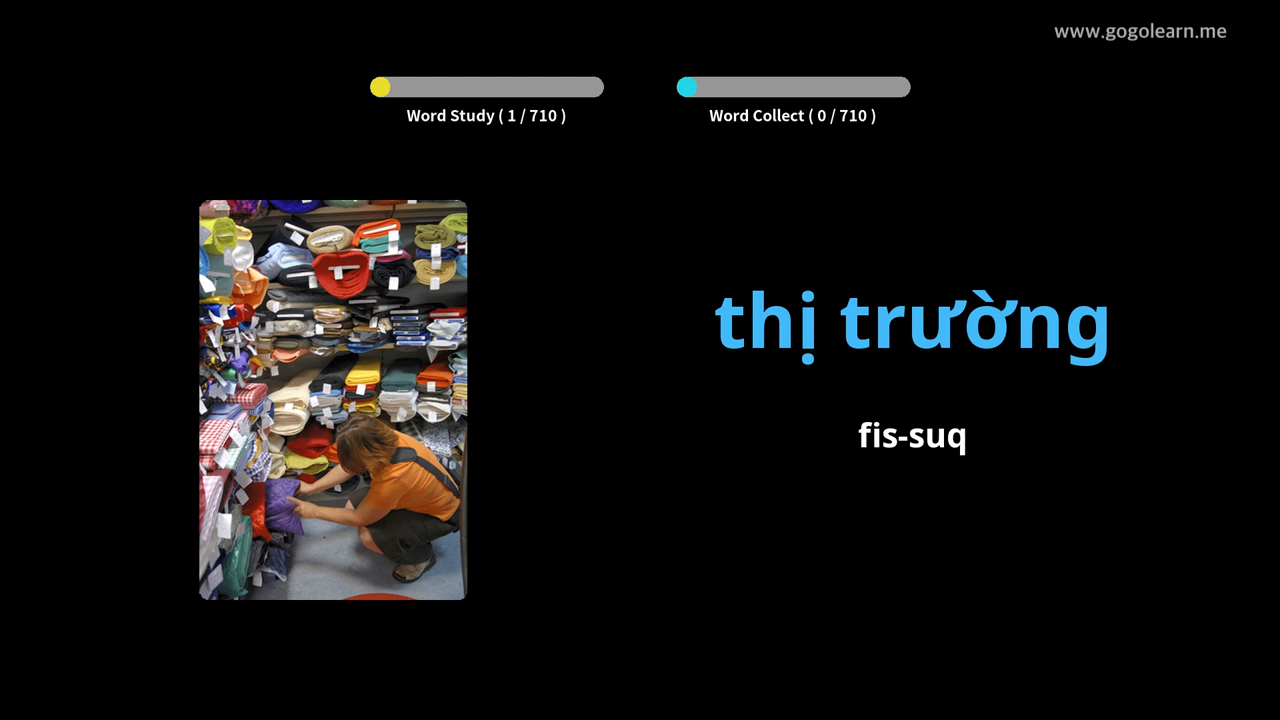 www.gogolearn.me
Word Study ( 1 / 710 )
Word Collect ( 0 / 710 )
thị trường
fis-suq